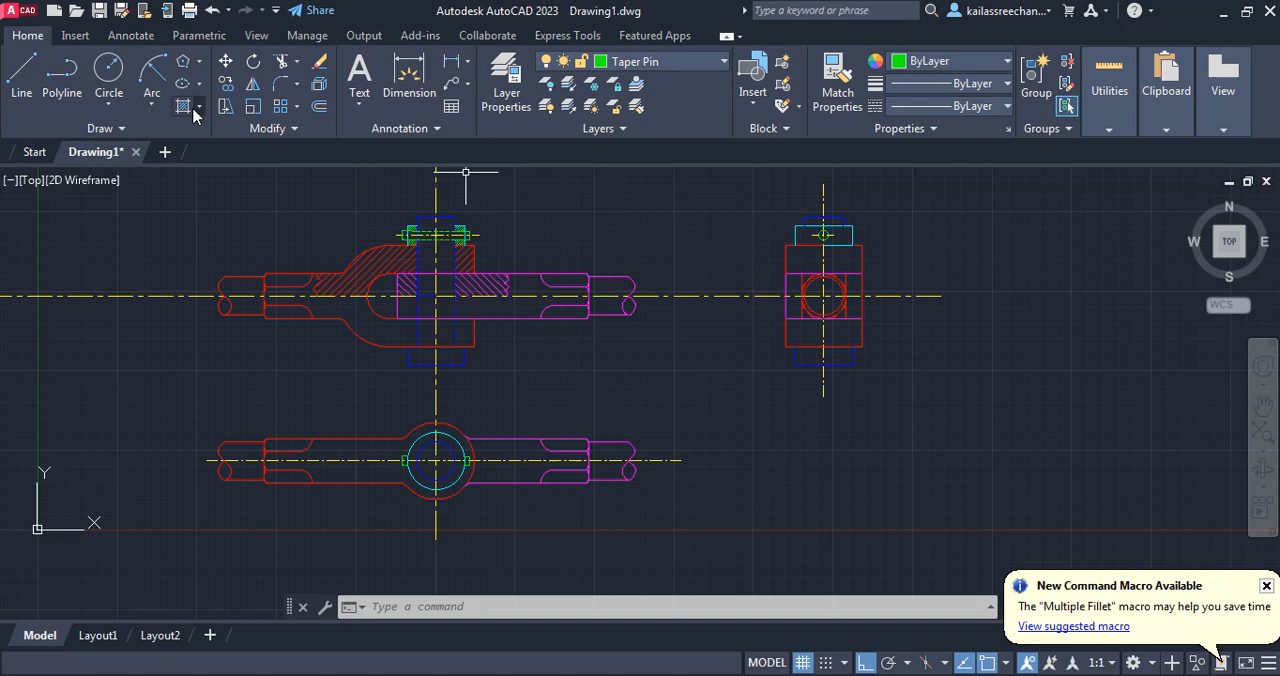 A CAD
Share
Autodesk AutoCAD 2023 Drawing1.dwg
Type a keyword or phrase
kailassreechan...
Home Insert Annotate Parametric View Manage Output Add-ins Collaborate Express Tools Featured Apps
Line
Polyline
Circle
Arc
Text
Dimension
Layer
Properties
Taper Pin
Insert
Match
Properties
ByLayer
ByLayer
ByLayer
Group
Utilities
Clipboard
View
Draw
Modify
Annotation
Layers
Block
Properties
Groups
Start
Drawing1*
[−][Top][2D Wireframe]
N
W
TOP
E
S
WCS
Y
X
New Command Macro Available
The "Multiple Fillet" macro may help you save time
View suggested macro
Type a command
Model Layout1 Layout2
MODEL
1:1